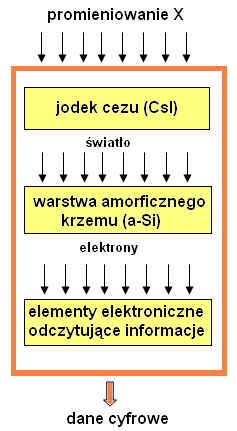 promieniowanie X
jodek cezu (CsI)
światło
warstwa amorficznego
krzemu (a-Si)
elektrony
elementy elektroniczne
odczytujące informacje
dane cyfrowe